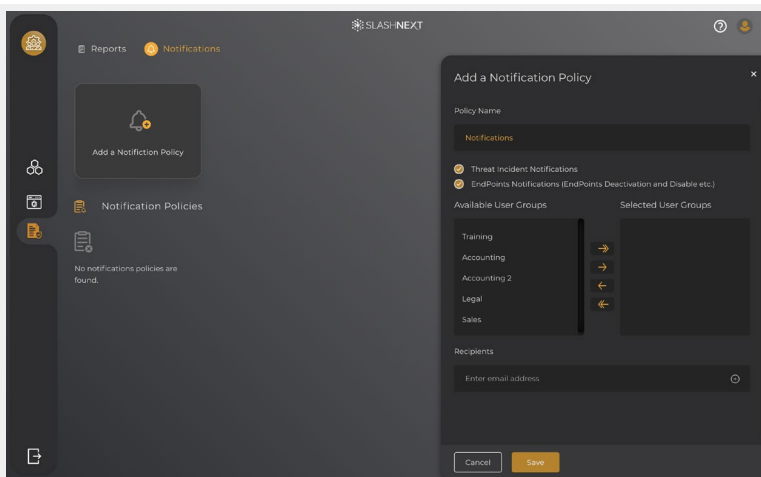 SLASHNEXT
Reports
Notifications
Add a Notifiction Policy
Notification Policies
No notifications policies are
found.
Add a Notification Policy
×
Policy Name
Notifications
Threat Incident Notifications
EndPoints Notifications (EndPoints Deactivation and Disable etc.)
Available User Groups
Selected User Groups
Training
Accounting
Accounting 2
Legal
Sales
Recipients
Enter email address
Cancel
Save